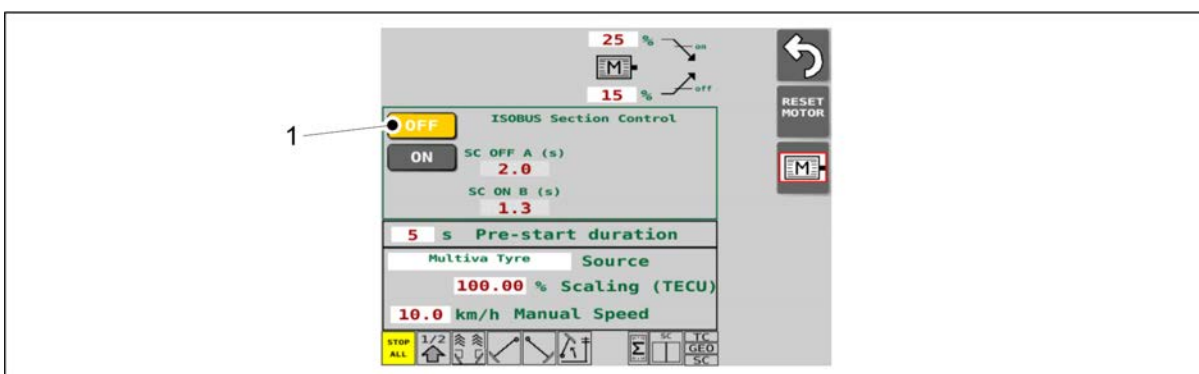 25 %
on
M
15 %
off
RESET
MOTOR
1
OFF
ISOBUS Section Control
ON
SC OFF A (s)
2.0
SC ON B (s)
1.3
M
5 s Pre-start duration
Multiva Tyre Source
100.00 % Scaling (TECU)
10.0 km/h Manual Speed
STOP
ALL
1/2
Σ
SC
TC
GEO
SC